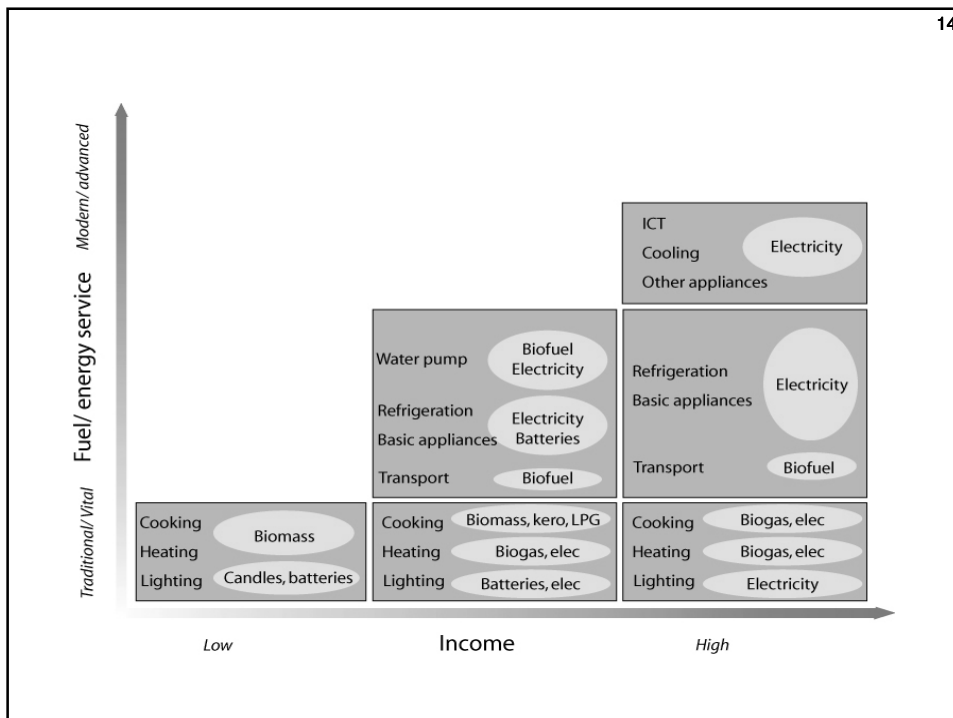 14
Modern/ advanced
Fuel/ energy service
Traditional/ Vital
ICT
Cooling
Other appliances
Electricity
Water pump
Biofuel
Electricity
Refrigeration
Basic appliances
Electricity
Batteries
Transport
Biofuel
Refrigeration
Basic appliances
Electricity
Transport
Biofuel
Cooking
Heating
Lighting
Biomass
Candles, batteries
Cooking
Biomass, kero, LPG
Heating
Biogas, elec
Lighting
Batteries, elec
Cooking
Biogas, elec
Heating
Biogas, elec
Lighting
Electricity
Low
Income
High